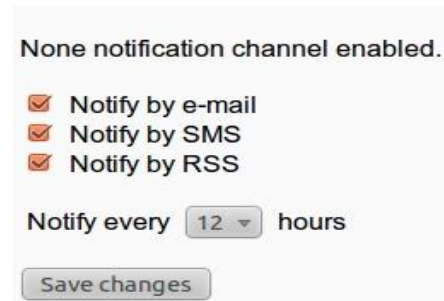 None notification channel enabled.
Notify by e-mail
Notify by SMS
Notify by RSS
Notify every 12 hours
Save changes